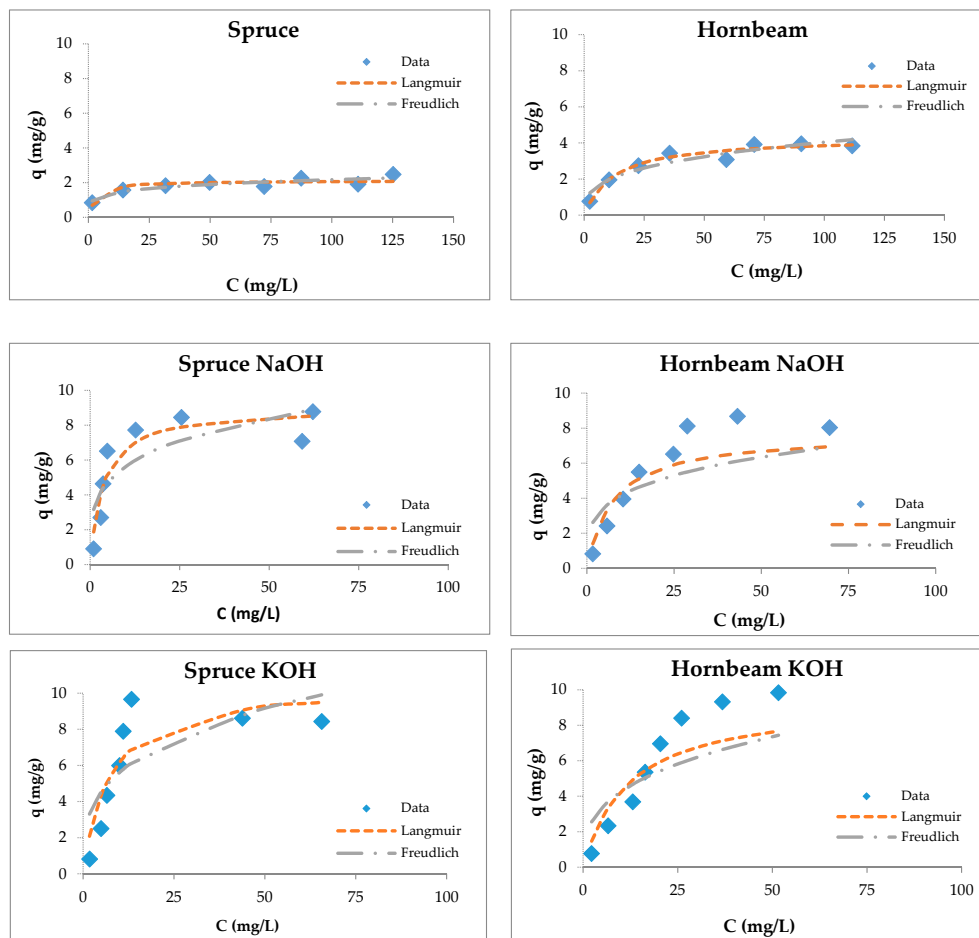 Spruce
10
8
6
4
2
0
q (mg/g)
0 25 50 75 100 125 150
C (mg/L)
Data
Langmuir
Freudlich
Hornbeam
10
8
6
4
2
0
q (mg/g)
0 25 50 75 100 125 150
C (mg/L)
Data
Langmuir
Freudlich
Spruce NaOH
10
8
6
4
2
0
q (mg/g)
0 25 50 75 100
C (mg/L)
Data
Langmuir
Freudlich
Hornbeam NaOH
10
8
6
4
2
0
q (mg/g)
0 25 50 75 100
C (mg/L)
Data
Langmuir
Freudlich
Spruce KOH
10
8
6
4
2
0
q (mg/g)
0 25 50 75 100
C (mg/L)
Data
Langmuir
Freudlich
Hornbeam KOH
10
8
6
4
2
0
q (mg/g)
0 25 50 75 100
C (mg/L)
Data
Langmuir
Freudlich